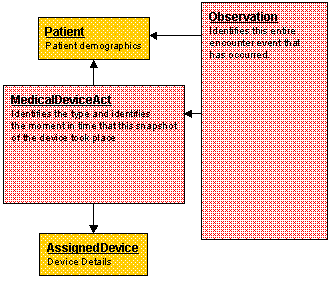 Patient
Patient demographics
Observation
Identifies this entire
encounter event that
has occurred.
MedicalDeviceAct
Identifies the type and identifies
the moment in time that this snapshot
of the device took place
AssignedDevice
Device Details